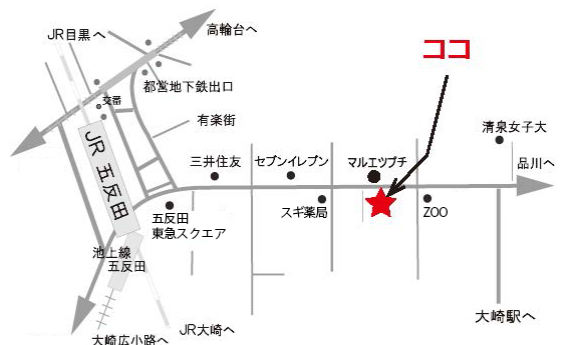 JR目黒へ
高輪台へ
ココ
都営地下鉄出口
交番
有楽街
清泉女子大
JR 五反田
三井住友
セブンイレブン
マルエツプチ
品川へ
五反田
東急スクエア
スギ薬局
ZOO
池上線
五反田
大崎広小路へ
JR大崎へ
大崎駅へ